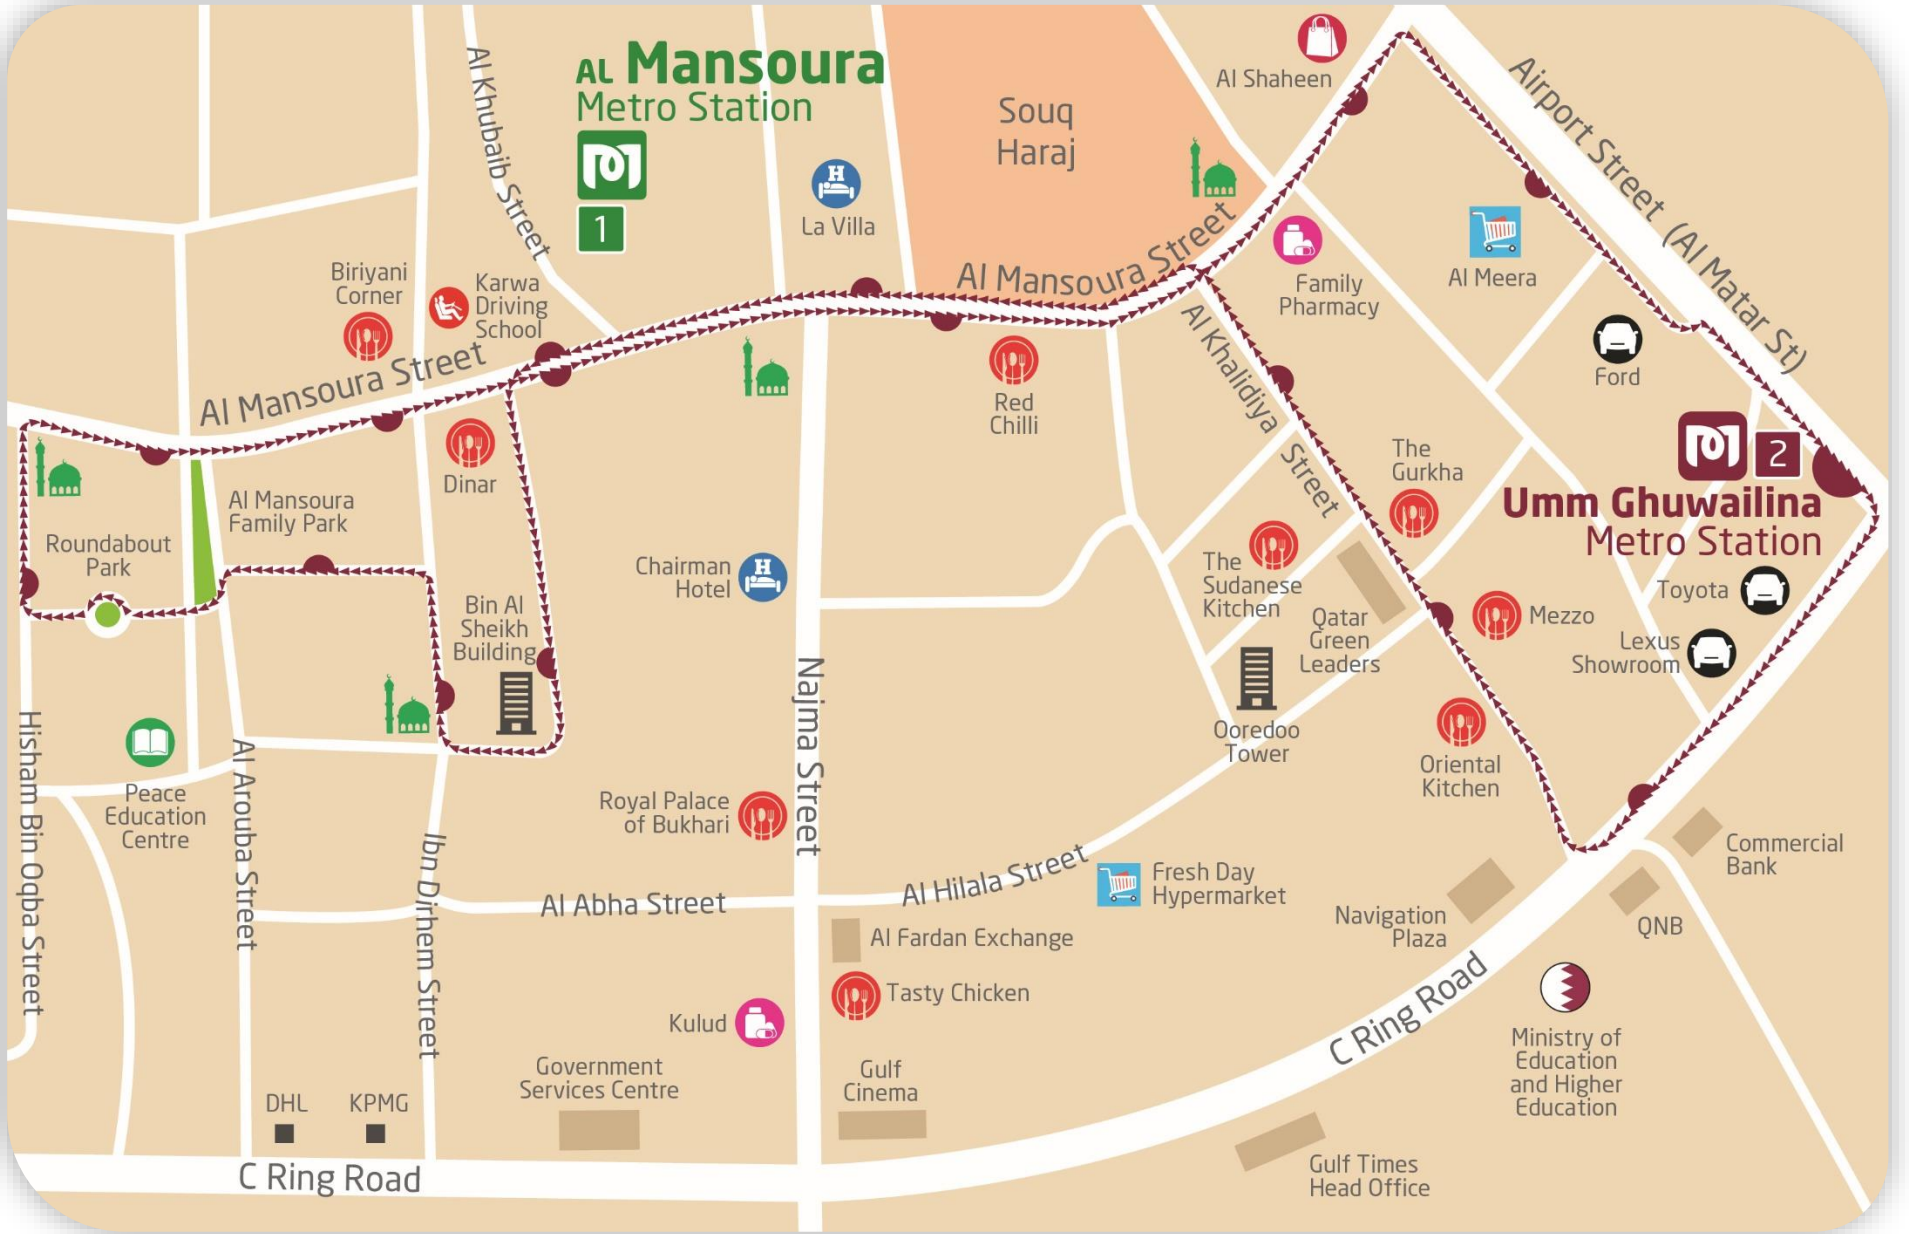 AL Mansoura
Metro Station
1
Al Khubaib Street
Souq
Haraj
Al Shaheen
Airport Street (Al Matar St)
La Villa
Al Mansoura Street
Family
Pharmacy
Al Meera
Ford
Biriyani
Corner
Karwa
Driving
School
Al Mansoura Street
Dinar
Red
Chilli
Al Khalidiya Street
The
Gurkha
2
Umm Ghuwailina
Metro Station
Al Mansoura
Family Park
Roundabout
Park
Bin Al
Sheikh
Building
Chairman
Hotel
H
H
The
Sudanese
Kitchen
Qatar
Green
Leaders
Mezzo
Toyota
Lexus
Showroom
Ooredoo
Tower
Oriental
Kitchen
Najma Street
Hisham Bin Oqba Street
Peace
Education
Centre
Al Arouba Street
Ibn Dirhem Street
Royal Palace
of Bukhari
Al Abha Street
Al Hilala Street
Fresh Day
Hypermarket
Commercial
Bank
Navigation
Plaza
QNB
Al Fardan Exchange
Tasty Chicken
Kulud
C Ring Road
Ministry of
Education
and Higher
Education
Government
Services Centre
Gulf
Cinema
DHL
KPMG
C Ring Road
Gulf Times
Head Office